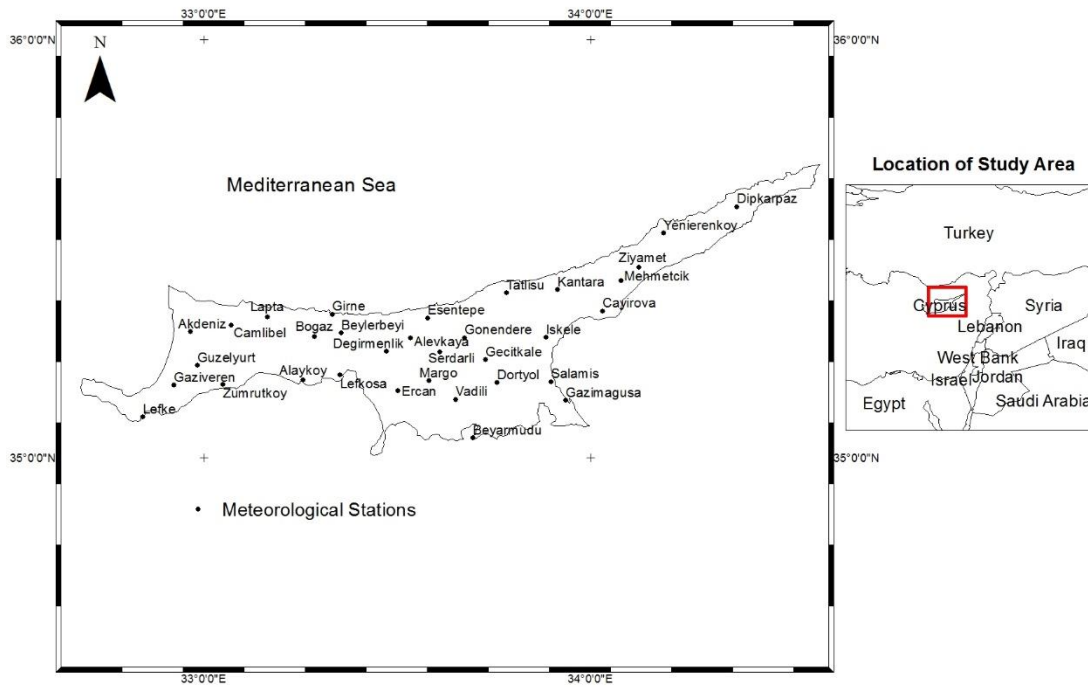 33°0'0"E
34°0'0"E
36°0'0"N
36°0'0"N
N
Location of Study Area
Mediterranean Sea
Dipkarpaz
Yenierenkoy
Ziyamet
Mehmetcik
Tatlisu
Kantara
Cayirova
Lapta
Girne
Esentepe
Akdeniz
Camlibel
Bogaz
Beylerbeyi
Gonendere
Iskele
Degirmenlik
Alevkaya
Serdarli
Gecitkale
Guzelyurt
Gaziveren
Zumrutkoy
Alaykoy
Lefkosa
Margo
Ercan
Dortyol
Salamis
Vadili
Gazimagusa
Lefke
Beyarmudu
Turkey
Cyprus
Syria
Lebanon
Iraq
West Bank
Israel
Jordan
Egypt
Saudi Arabia
35°0'0"N
35°0'0"N
Meteorological Stations
33°0'0"E
34°0'0"E